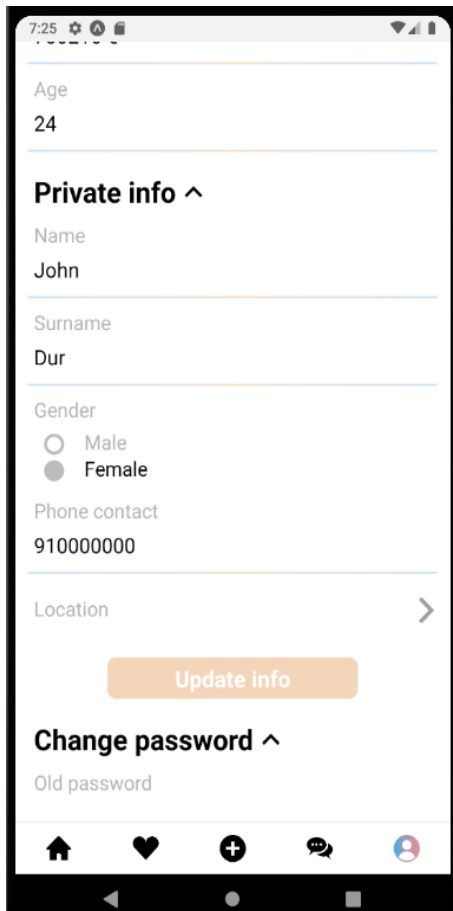 7:25
Age
24
Private info
Name
John
Surname
Dur
Gender
Male
Female
Phone contact
910000000
Location
Update info
Change password
Old password